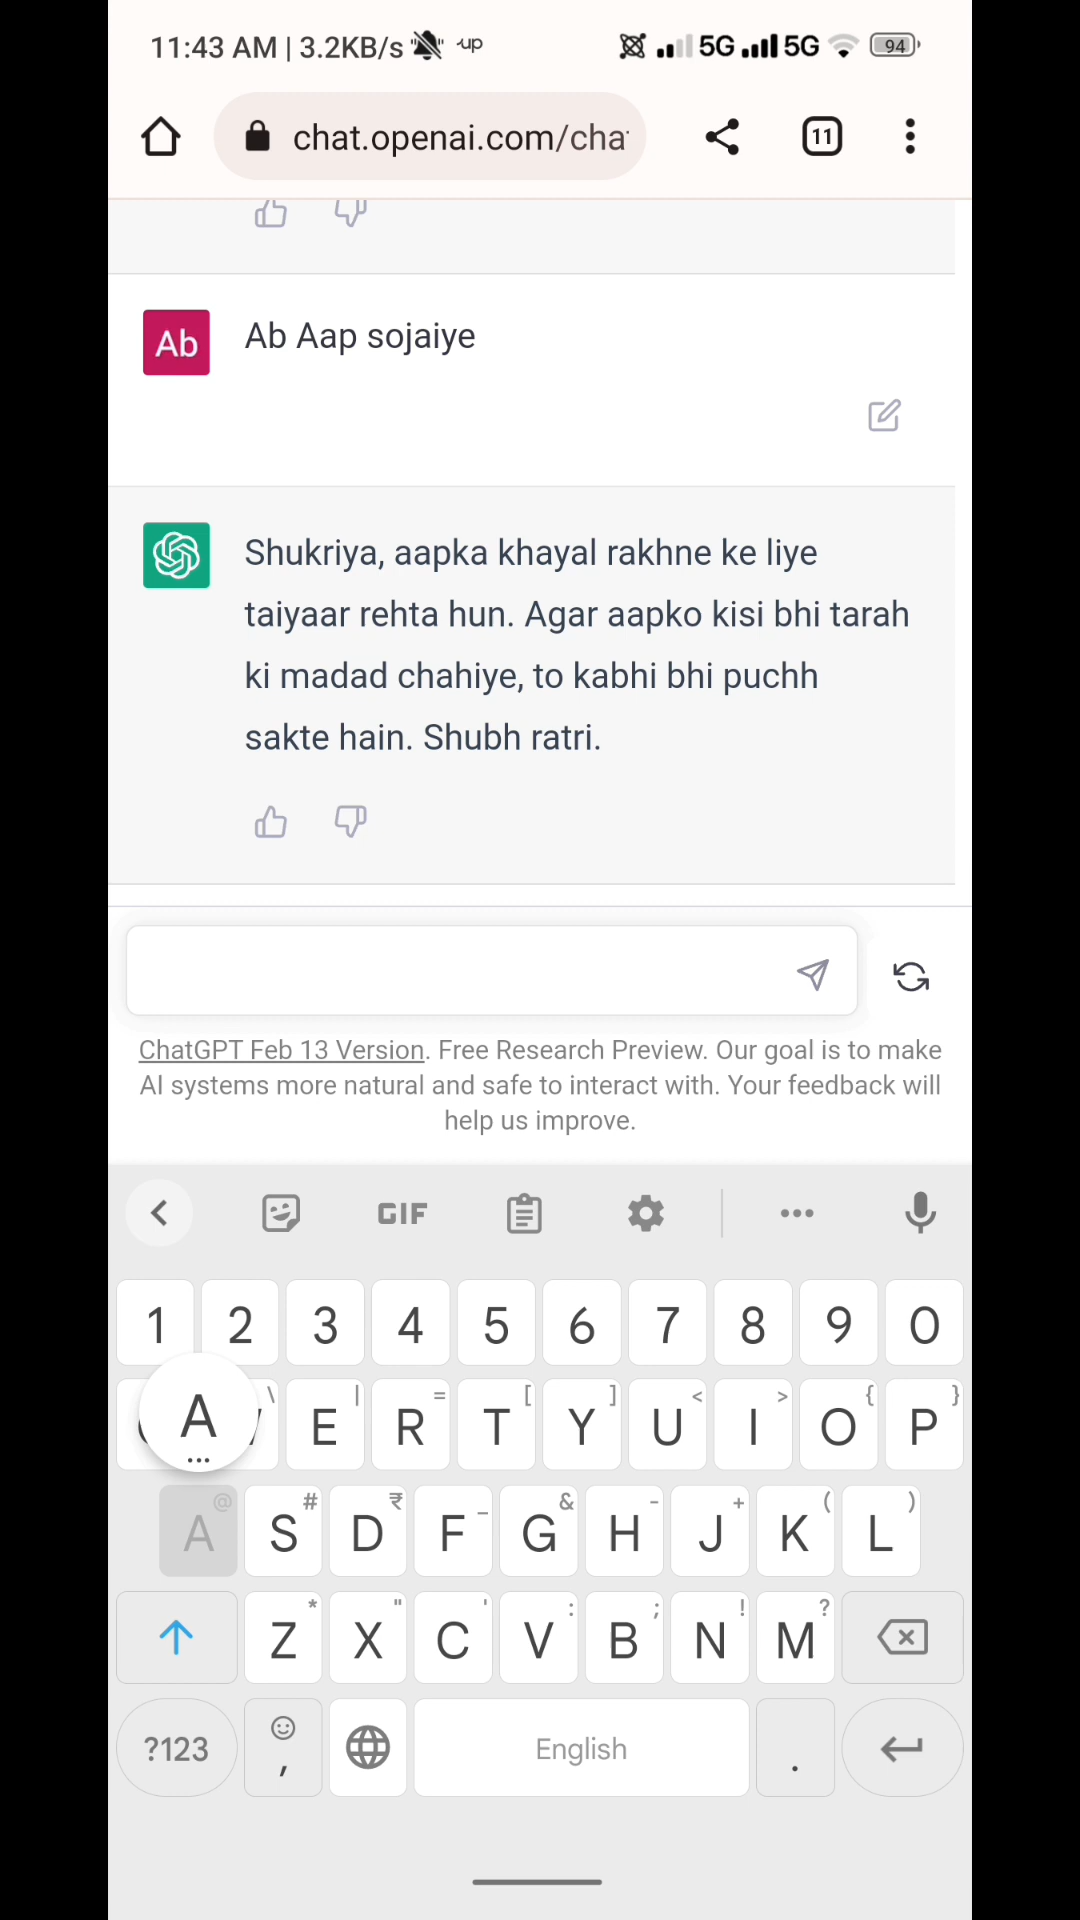 11:43 AM | 3.2KB/s up 5G 5G 94
chat.openai.com/cha
11
Ab Ab Aap sojaiye
Shukriya, aapka khayal rakhne ke liye
taiyaar rehta hun. Agar aapko kisi bhi tarah
ki madad chahiye, to kabhi bhi puchh
sakte hain. Shubh ratri.
ChatGPT Feb 13 Version. Free Research Preview. Our goal is to make
AI systems more natural and safe to interact with. Your feedback will
help us improve.
GIF
1 2 3 4 5 6 7 8 9 0
A \ E | R = T [ Y ] U < I > O { P }
A @ S # D ₹ F _ G & H - J + K ( L )
Z * X " C ' V : B ; N ! M ?
?123 , English .